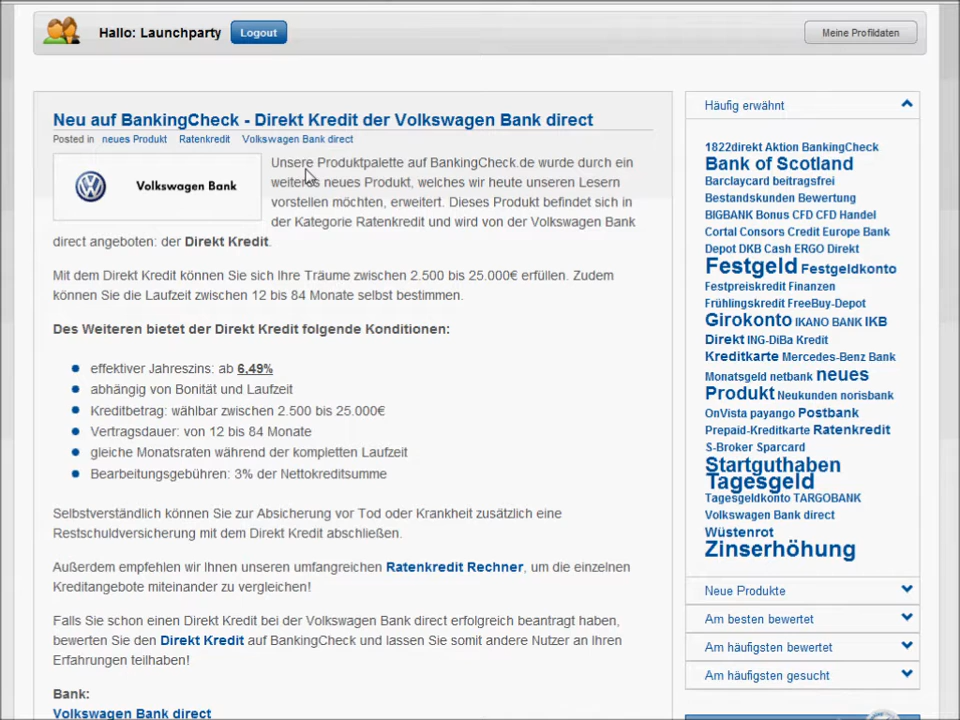 Hallo: Launchparty
Logout
Meine Profildaten
Neu auf BankingCheck - Direkt Kredit der Volkswagen Bank direct
Posted in neues Produkt Ratenkredit Volkswagen Bank direct
Volkswagen Bank
Unsere Produktpalette auf BankingCheck.de wurde durch ein
weiteres neues Produkt, welches wir heute unseren Lesern
vorstellen möchten, erweitert. Dieses Produkt befindet sich in
der Kategorie Ratenkredit und wird von der Volkswagen Bank
direct angeboten: der Direkt Kredit.
Mit dem Direkt Kredit können Sie sich Ihre Träume zwischen 2.500 bis 25.000€ erfüllen. Zudem
können Sie die Laufzeit zwischen 12 bis 84 Monate selbst bestimmen.
Des Weiteren bietet der Direkt Kredit folgende Konditionen:
effektiver Jahreszins: ab 6,49%
abhängig von Bonität und Laufzeit
Kreditbetrag: wählbar zwischen 2.500 bis 25.000€
Vertragsdauer: von 12 bis 84 Monate
gleiche Monatsraten während der kompletten Laufzeit
Bearbeitungsgebühren: 3% der Nettokreditsumme
Selbstverständlich können Sie zur Absicherung vor Tod oder Krankheit zusätzlich eine
Restschuldversicherung mit dem Direkt Kredit abschließen.
Außerdem empfehlen wir Ihnen unseren umfangreichen Ratenkredit Rechner, um die einzelnen
Kreditangebote miteinander zu vergleichen!
Falls Sie schon einen Direkt Kredit bei der Volkswagen Bank direct erfolgreich beantragt haben,
bewerten Sie den Direkt Kredit auf BankingCheck und lassen Sie somit andere Nutzer an Ihren
Erfahrungen teilhaben!
Bank:
Volkswagen Bank direct
Häufig erwähnt
1822direkt Aktion BankingCheck
Bank of Scotland
Barclaycard beitragsfrei
Bestandskunden Bewertung
BIGBANK Bonus CFD CFD Handel
Cortal Consors Credit Europe Bank
Depot DKB Cash ERGO Direkt
Festgeld Festgeldkonto
Festpreiskredit Finanzen
Frühlingskredit FreeBuy-Depot
Girokonto IKANO BANK IKB
Direkt ING-DiBa Kredit
Kreditkarte Mercedes-Benz Bank
Monatsgeld netbank neues
Produkt Neukunden norisbank
OnVista payango Postbank
Prepaid-Kreditkarte Ratenkredit
S-Broker Sparcard
Startguthaben
Tagesgeld
Tagesgeldkonto TARGOBANK
Volkswagen Bank direct
Wüstenrot
Zinserhöhung
Neue Produkte
Am besten bewertet
Am häufigsten bewertet
Am häufigsten gesucht